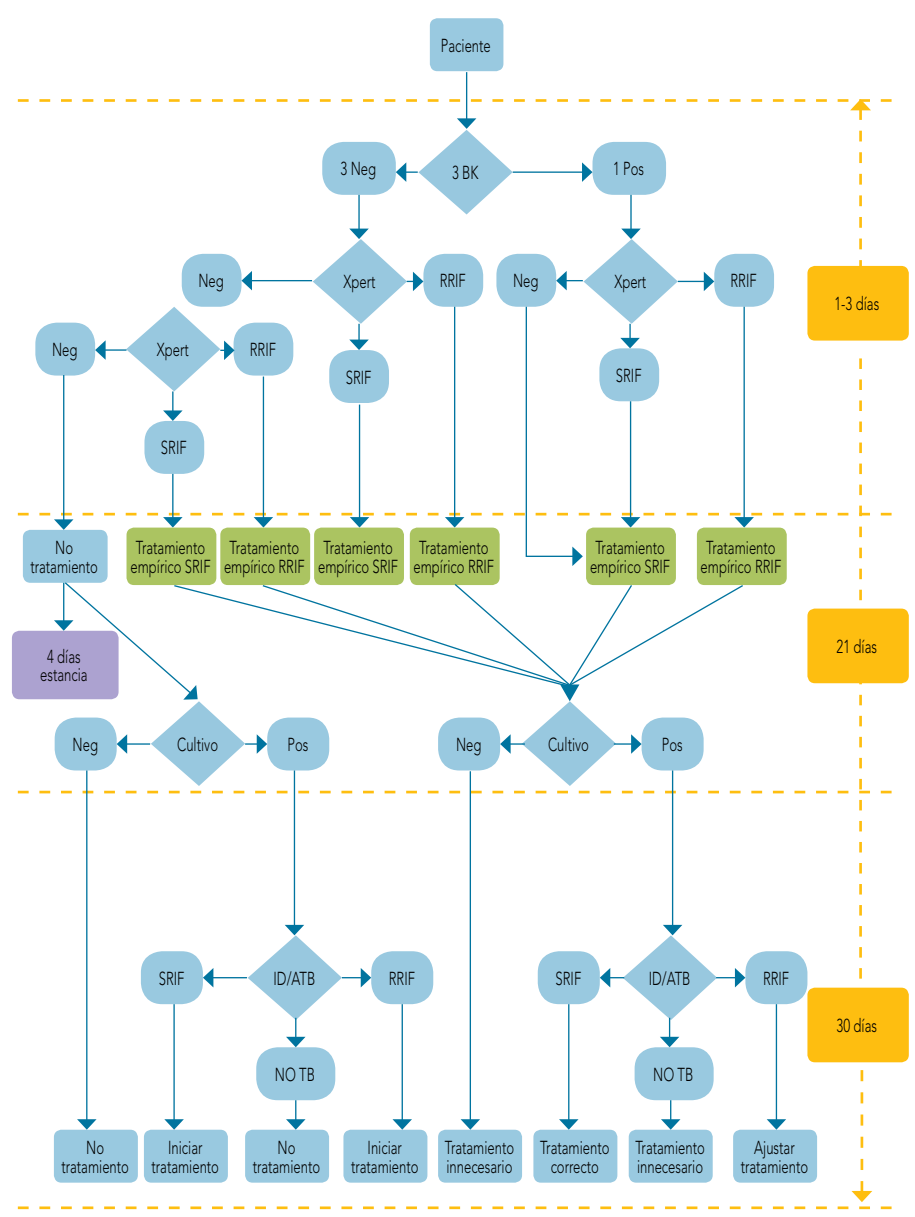 Paciente
3 Neg
3 BK
1 Pos
Neg
Xpert
RRIF
Neg
Xpert
RRIF
1-3 días
Neg
Xpert
RRIF
SRIF
SRIF
SRIF
No
tratamiento
Tratamiento
empírico SRIF
Tratamiento
empírico RRIF
Tratamiento
empírico SRIF
Tratamiento
empírico RRIF
Tratamiento
empírico SRIF
Tratamiento
empírico RRIF
4 días
estancia
21 días
Neg
Cultivo
Pos
Neg
Cultivo
Pos
SRIF
ID/ATB
RRIF
SRIF
ID/ATB
RRIF
30 días
NO TB
NO TB
No
tratamiento
Iniciar
tratamiento
No
tratamiento
Iniciar
tratamiento
Tratamiento
innecesario
Tratamiento
correcto
Tratamiento
innecesario
Ajustar
tratamiento